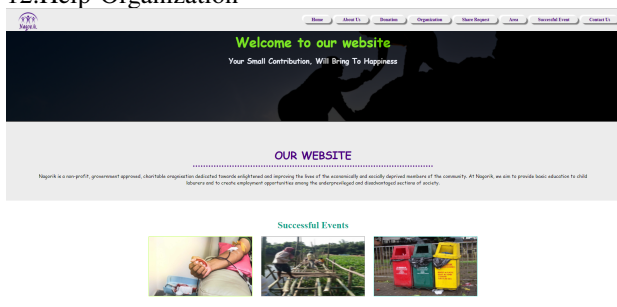 12.Help Organization
Nagorik
Home About Us Donation Organization Share Request Area Successful Event Contact Us
Welcome to our website
Your Small Contribution, Will Bring To Happiness
OUR WEBSITE
Nagorik is a non-profit, grovernment approved, charitable oragnisation dedicated towards enlightened and improving the lives of the economically and socially deprived members of the community. At Nagorik, we aim to provide basic education to child
laborers and to create employment opportunities among the underprevileged and disadvantaged sections of society.
Successful Events